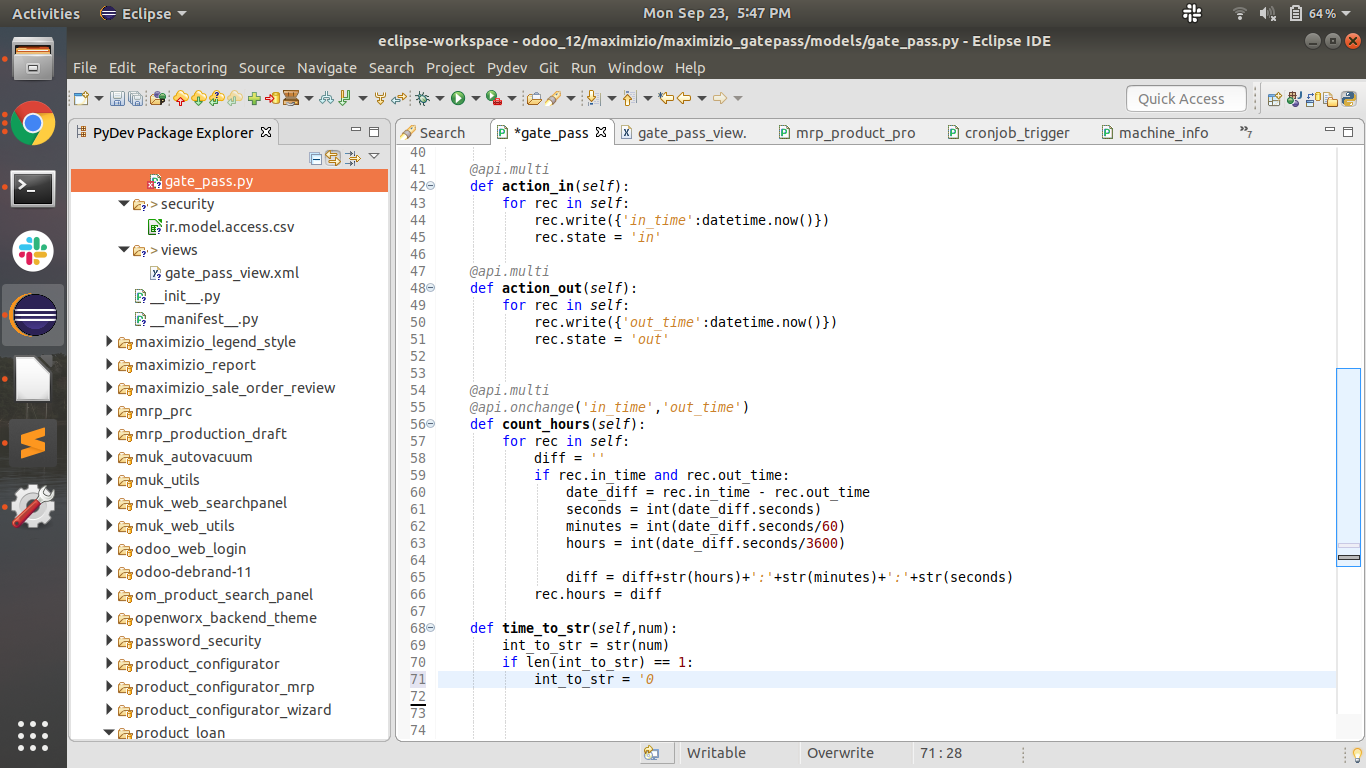 Activities Eclipse Mon Sep 23, 5:47 PM 64%
eclipse-workspace - odoo_12/maximizio/maximizio_gatepass/models/gate_pass.py - Eclipse IDE
File Edit Refactoring Source Navigate Search Project Pydev Git Run Window Help
Quick Access
PyDev Package Explorer
gate_pass.py
> security
ir.model.access.csv
> views
gate_pass_view.xml
__init__.py
__manifest__.py
maximizio_legend_style
maximizio_report
maximizio_sale_order_review
mrp_prc
mrp_production_draft
muk_autovacuum
muk_utils
muk_web_searchpanel
muk_web_utils
odoo_web_login
odoo-debrand-11
om_product_search_panel
openworx_backend_theme
password_security
product_configurator
product_configurator_mrp
product_configurator_wizard
product_loan
Search *gate_pass gate_pass_view. mrp_product_pro cronjob_trigger machine_info »7
40
41 @api.multi
42 def action_in(self):
43 for rec in self:
44 rec.write({'in_time':datetime.now()})
45 rec.state = 'in'
46
47 @api.multi
48 def action_out(self):
49 for rec in self:
50 rec.write({'out_time':datetime.now()})
51 rec.state = 'out'
52
53
54 @api.multi
55 @api.onchange('in_time','out_time')
56 def count_hours(self):
57 for rec in self:
58 diff = ''
59 if rec.in_time and rec.out_time:
60 date_diff = rec.in_time - rec.out_time
61 seconds = int(date_diff.seconds)
62 minutes = int(date_diff.seconds/60)
63 hours = int(date_diff.seconds/3600)
64
65 diff = diff+str(hours)+':'+str(minutes)+':'+str(seconds)
66 rec.hours = diff
67
68 def time_to_str(self,num):
69 int_to_str = str(num)
70 if len(int_to_str) == 1:
71 int_to_str = '0
72
73
74
Writable Overwrite 71 : 28